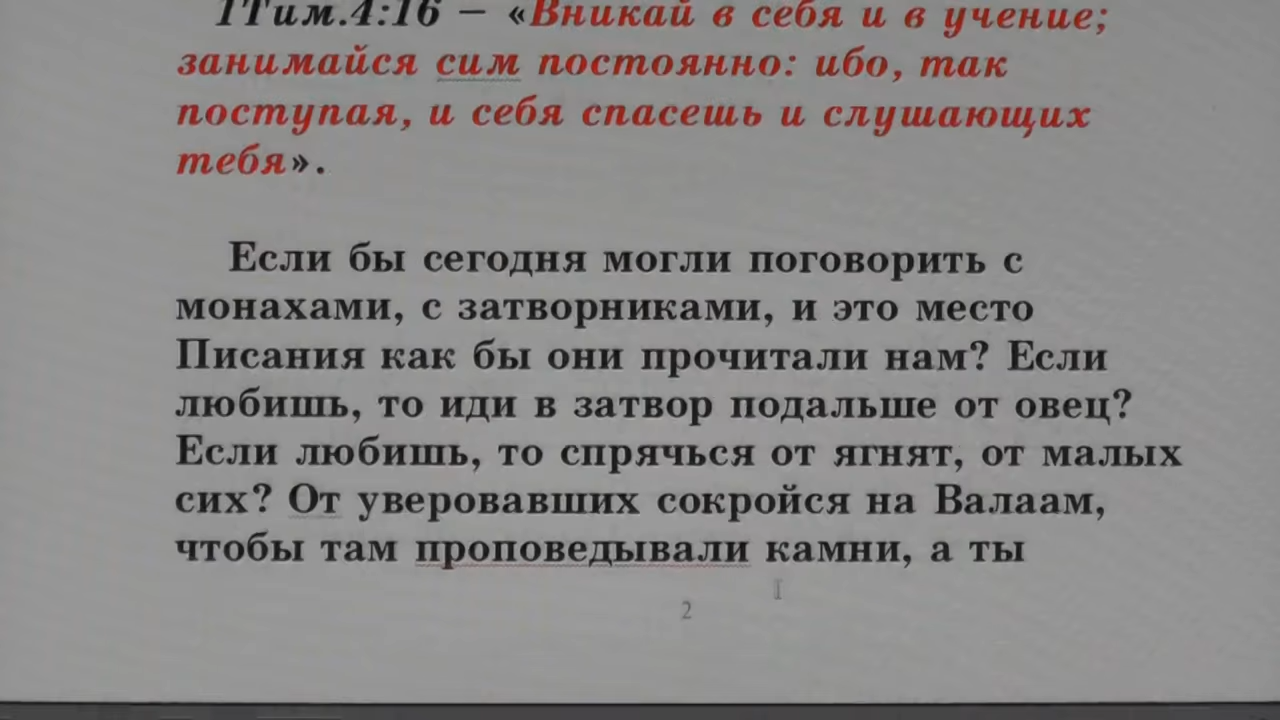 1Тим.4:16 – «Вникай в себя и в учение;
занимайся сим постоянно: ибо, так
поступая, и себя спасешь и слушающих
тебя».
Если бы сегодня могли поговорить с
монахами, с затворниками, и это место
Писания как бы они прочитали нам? Если
любишь, то иди в затвор подальше от овец?
Если любишь, то спрячься от ягнят, от малых
сих? От уверовавших сокройся на Валаам,
чтобы там проповедывали камни, а ты
2